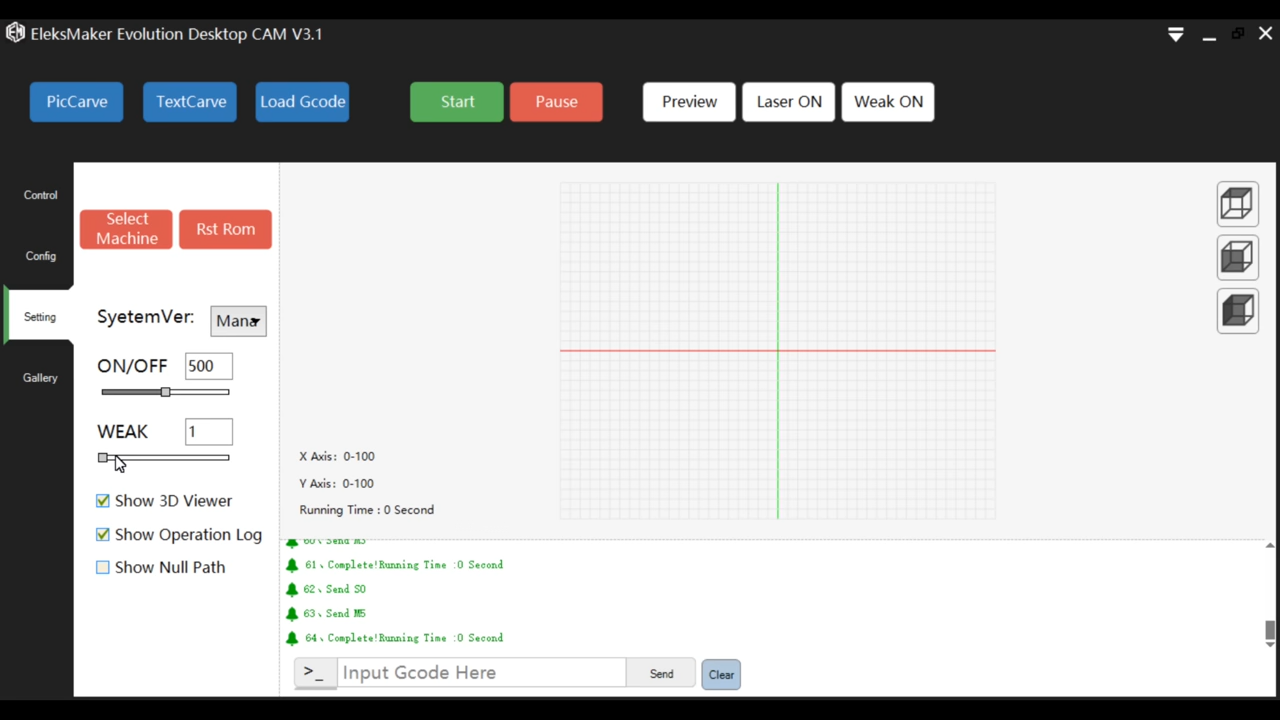 EleksMaker Evolution Desktop CAM V3.1
PicCarve TextCarve Load Gcode Start Pause Preview Laser ON Weak ON
Control
Config
Setting
Gallery
Select Machine
Rst Rom
SyetemVer: Mana
ON/OFF 500
WEAK 1
Show 3D Viewer
Show Operation Log
Show Null Path
X Axis: 0-100
Y Axis: 0-100
Running Time : 0 Second
60、Send M3
61、Complete!Running Time :0 Second
62、Send S0
63、Send M5
64、Complete!Running Time :0 Second
>_ Input Gcode Here Send Clear